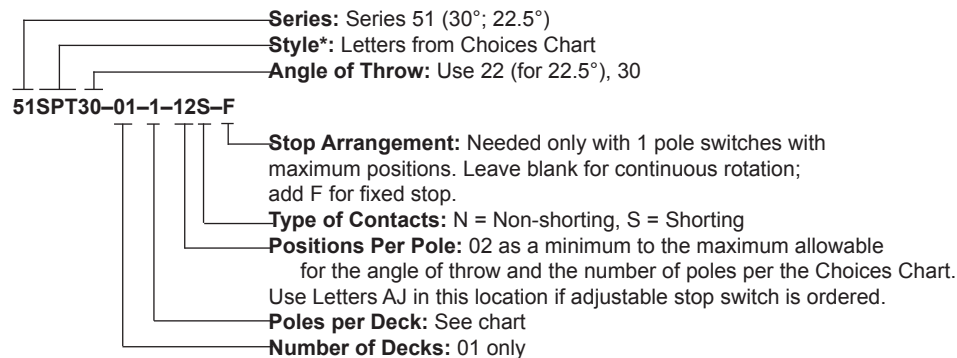 Series: Series 51 (30°; 22.5°)
Style*: Letters from Choices Chart
Angle of Throw: Use 22 (for 22.5°), 30
51SPT30–01–1–12S–F
Stop Arrangement: Needed only with 1 pole switches with
maximum positions. Leave blank for continuous rotation;
add F for fixed stop.
Type of Contacts: N = Non-shorting, S = Shorting
Positions Per Pole: 02 as a minimum to the maximum allowable
for the angle of throw and the number of poles per the Choices Chart.
Use Letters AJ in this location if adjustable stop switch is ordered.
Poles per Deck: See chart
Number of Decks: 01 only